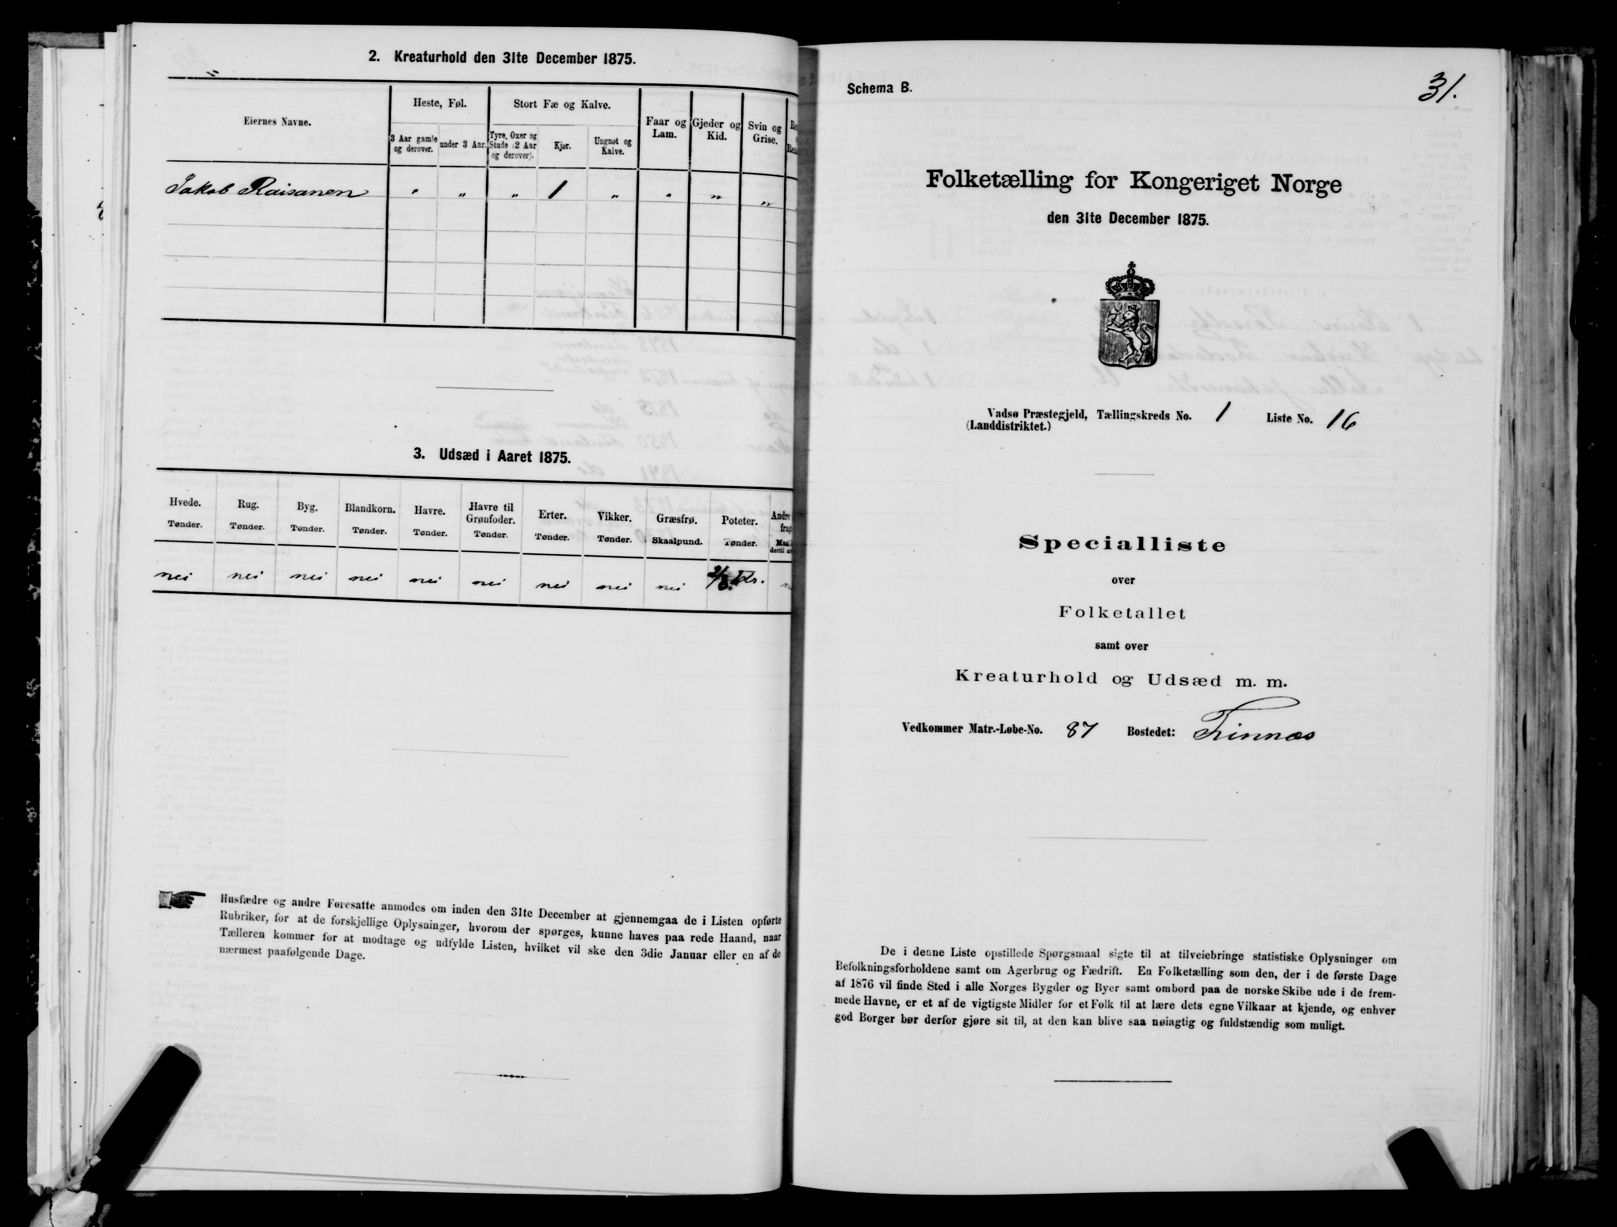 2. Kreaturhold den 31te December 1875.
Eiernes Navne.
Heste, Føl.
Stort Fæ og Kalve.
Faar og Lam.
Gjeder og Kid.
Svin og Grise.
3 Aar gamle og derover.
under 3 Aar.
Tyre, Oxer og Stude (2 Aar og derover).
Kjør.
Ungnøt og Kalve.
Jakob Raisanen " " " 1 " " " "
3. Udsæd i Aaret 1875.
Hvede. Rug. Byg. Blandkorn. Havre. Havre til Grønfoder. Erter. Vikker. Græsfrø. Poteter.
Tønder. Tønder. Tønder. Tønder. Tønder. Tønder. Tønder. Tønder. Skaalpund. Tønder.
nei nei nei nei nei nei nei nei nei
Husfædre og andre Foresatte anmodes om inden den 31te December at gjennemgaa de i Listen opførte
Rubriker, for at de forskjellige Oplysninger, hvorom der spørges, kunne haves paa rede Haand, naar
Tælleren kommer for at modtage og udfylde Listen, hvilket vil ske den 3die Januar eller en af de
nærmest paafølgende Dage.
Schema B.
31.
Folketælling for Kongeriget Norge
den 31te December 1875.
Vadsø Præstegjeld, Tællingskreds No. 1 Liste No. 16
(Landdistriktet.)
Specialliste
over
Folketallet
samt over
Kreaturhold og Udsæd m. m.
Vedkommer Matr.-Løbe-No. 87 Bostedet: Finnæs
De i denne Liste opstillede Spørgsmaal sigte til at tilveiebringe statistiske Oplysninger om
Befolkningsforholdene samt om Agerbrug og Fædrift. En Folketælling som den, der i de første Dage
af 1876 vil finde Sted i alle Norges Bygder og Byer samt ombord paa de norske Skibe ude i de frem-
mede Havne, er et af de vigtigste Midler for et Folk til at lære dets egne Vilkaar at kjende, og enhver
god Borger bør derfor gjøre sit til, at den kan blive saa nøiagtig og fuldstændig som muligt.